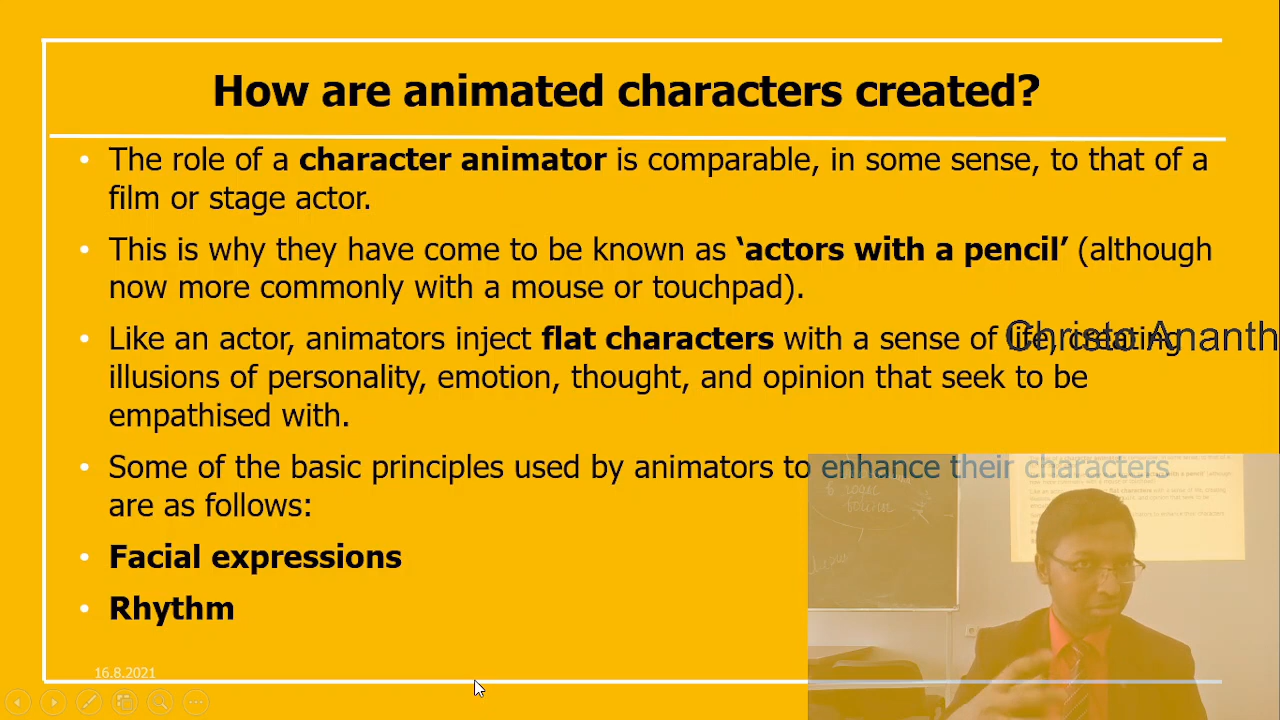 How are animated characters created?
• The role of a character animator is comparable, in some sense, to that of a
film or stage actor.
• This is why they have come to be known as ‘actors with a pencil’ (although
now more commonly with a mouse or touchpad).
• Like an actor, animators inject flat characters with a sense of life, creating
Christo Ananth
illusions of personality, emotion, thought, and opinion that seek to be
empathised with.
• Some of the basic principles used by animators to enhance their characters
are as follows:
• Facial expressions
• Rhythm
16.8.2021